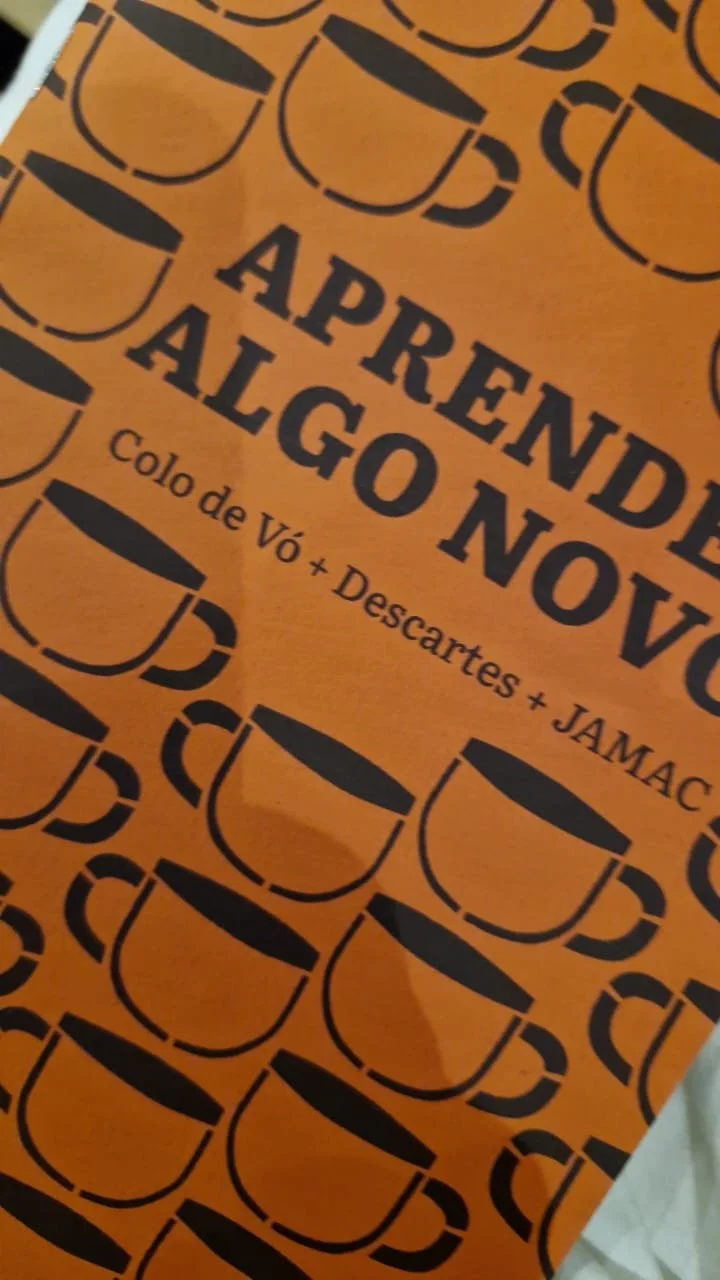 APRENDE
ALGO NOVO
Colo de Vó + Descartes + JAMAC